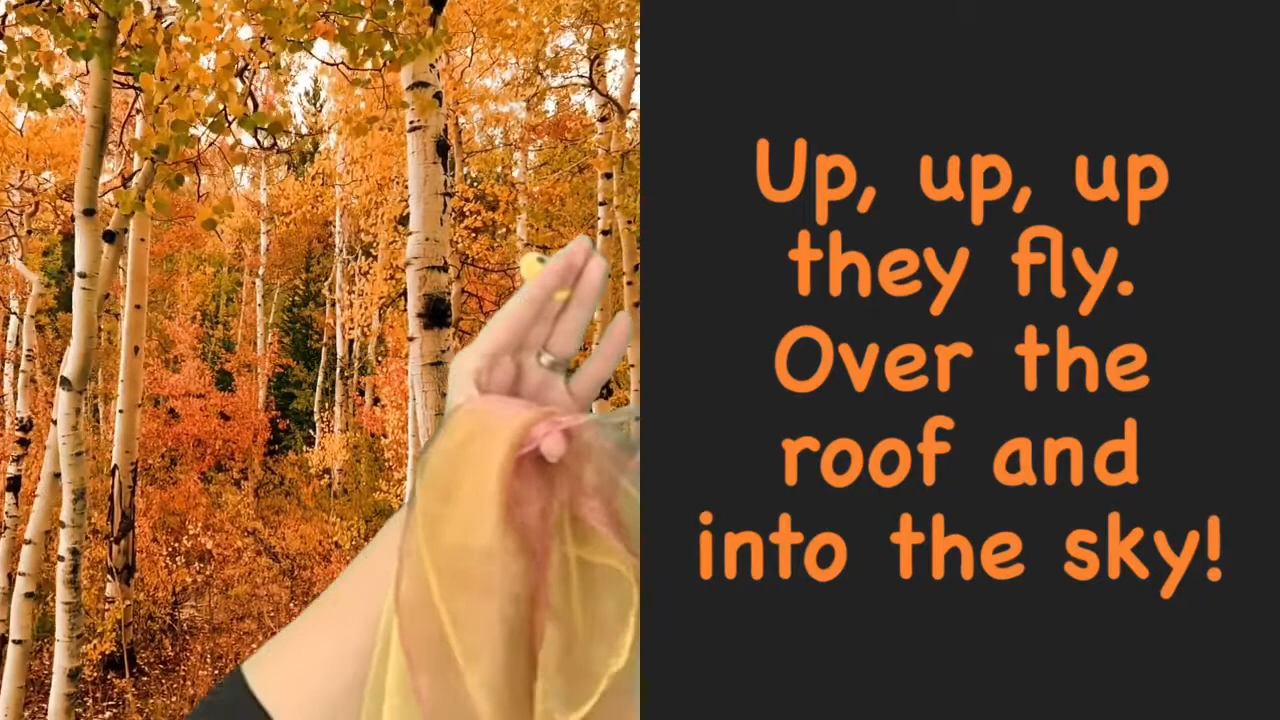 Up, up, up
they fly.
Over the
roof and
into the sky!